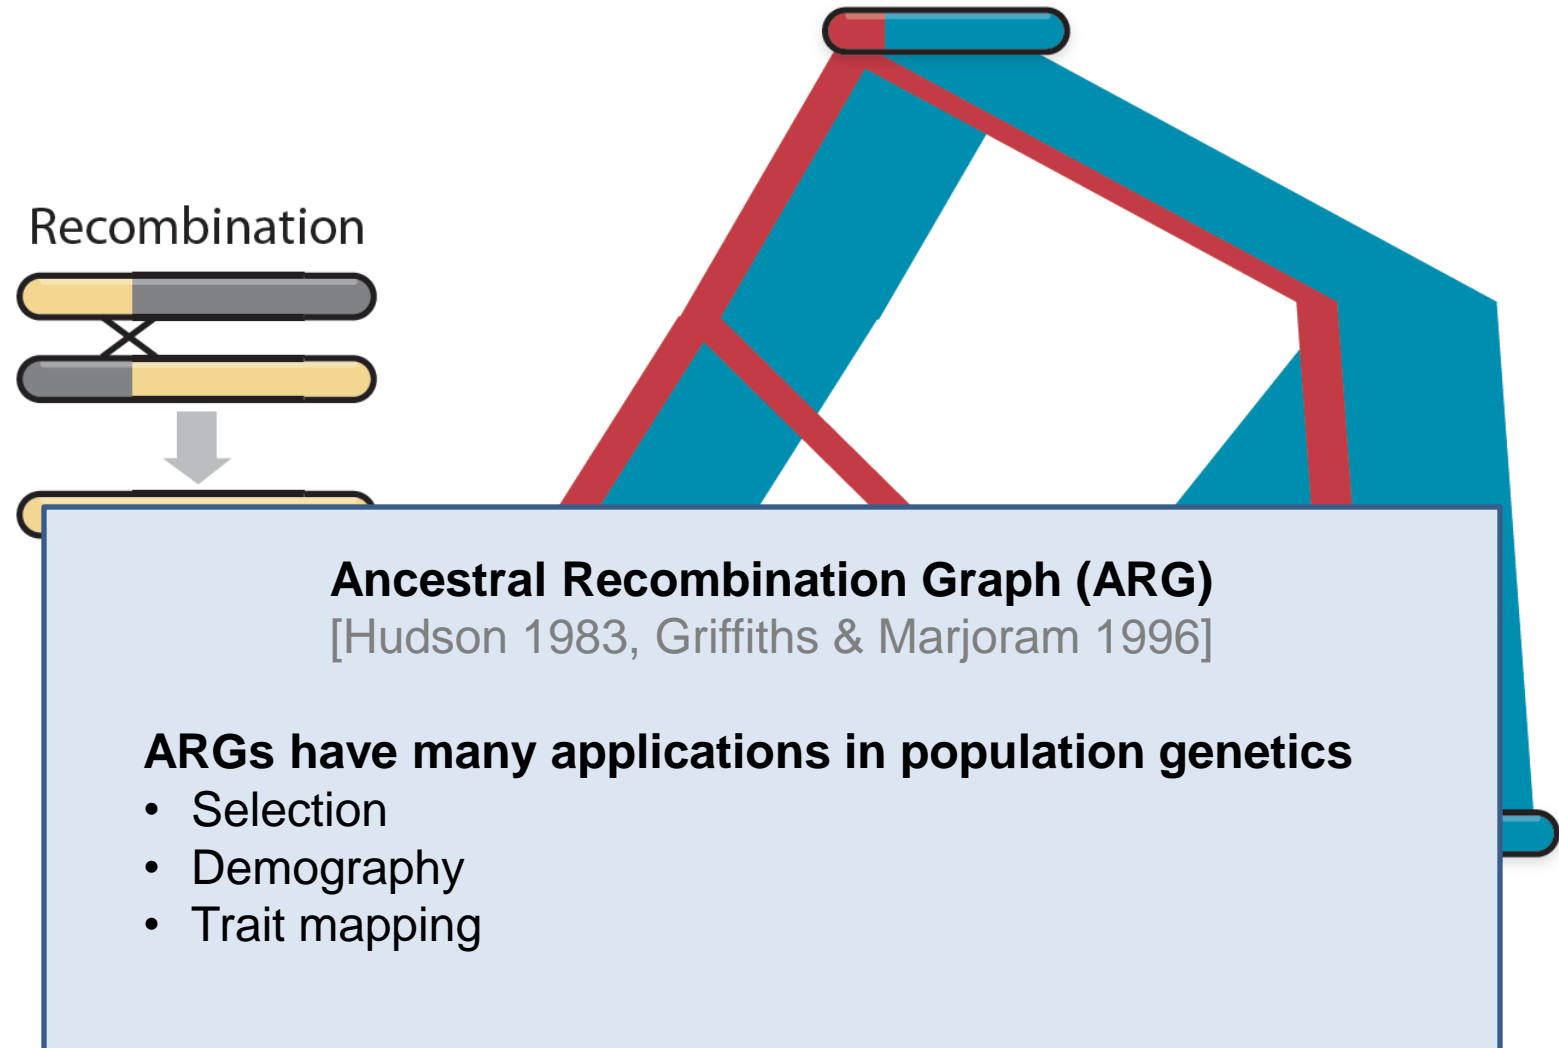 Recombination
Ancestral Recombination Graph (ARG)
[Hudson 1983, Griffiths & Marjoram 1996]
ARGs have many applications in population genetics
• Selection
• Demography
• Trait mapping